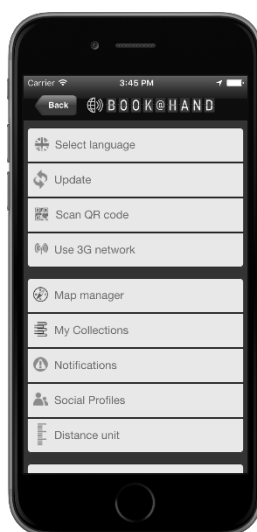 Carrier 3:45 PM
Back BOOK@HAND
Select language
Update
Scan QR code
Use 3G network
Map manager
My Collections
Notifications
Social Profiles
Distance unit